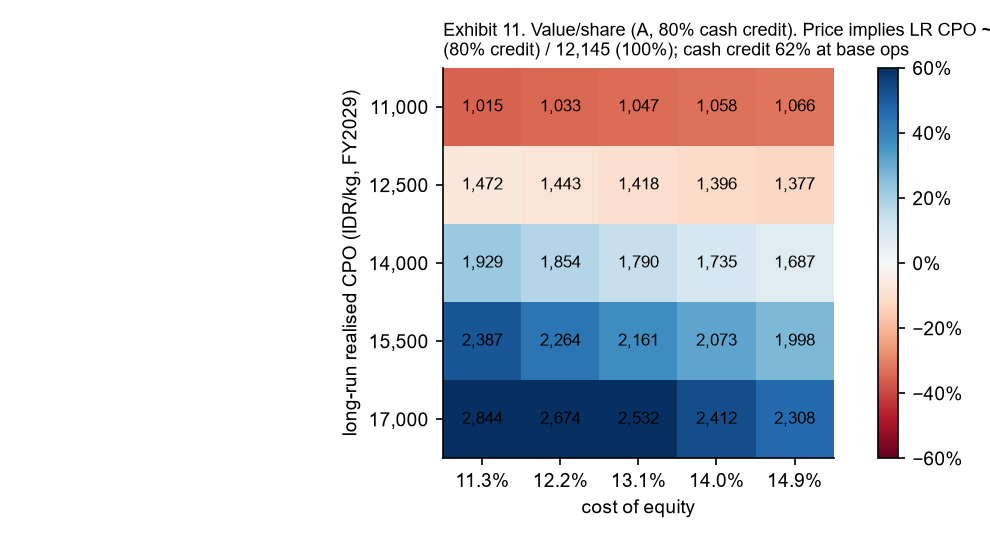 Exhibit 11. Value/share (A, 80% cash credit). Price implies LR CPO ~
(80% credit) / 12,145 (100%); cash credit 62% at base ops
long-run realised CPO (IDR/kg, FY2029)
11,000 1,015 1,033 1,047 1,058 1,066
12,500 1,472 1,443 1,418 1,396 1,377
14,000 1,929 1,854 1,790 1,735 1,687
15,500 2,387 2,264 2,161 2,073 1,998
17,000 2,844 2,674 2,532 2,412 2,308
11.3% 12.2% 13.1% 14.0% 14.9%
cost of equity
60%
40%
20%
0%
−20%
−40%
−60%